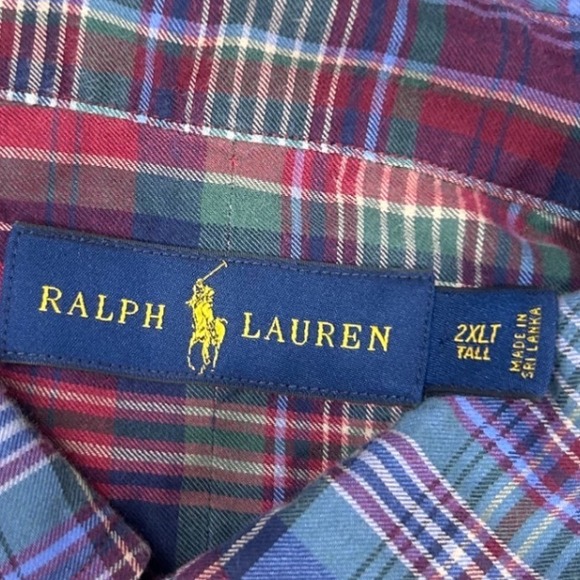 RALPH LAUREN
2XLT
TALL
MADE IN
SRI LANKA